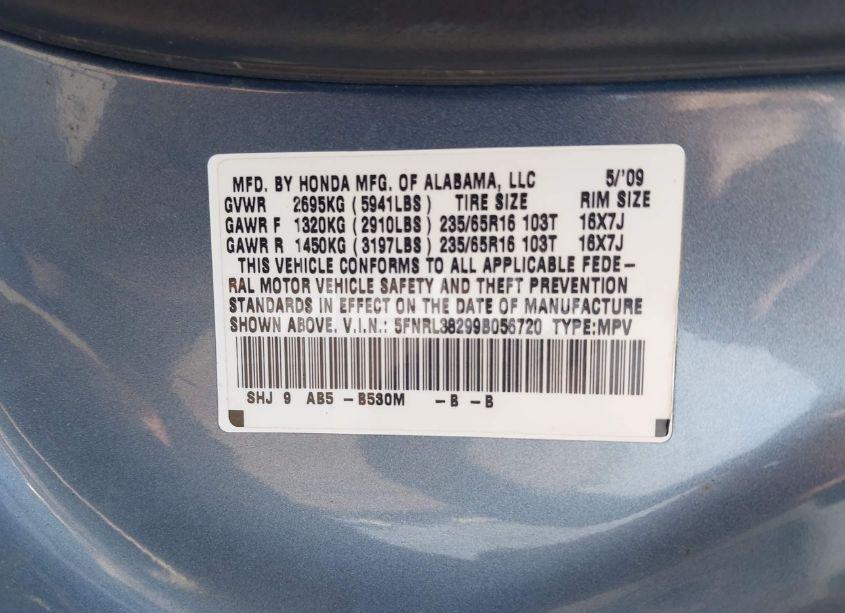 MFD. BY HONDA MFG. OF ALABAMA, LLC 5/'09
GVWR 2695KG (5941LBS) TIRE SIZE RIM SIZE
GAWR F 1320KG (2910LBS) 235/65R16 103T 16X7J
GAWR R 1450KG (3197LBS) 235/65R16 103T 16X7J
THIS VEHICLE CONFORMS TO ALL APPLICABLE FEDE-
RAL MOTOR VEHICLE SAFETY AND THEFT PREVENTION
STANDARDS IN EFFECT ON THE DATE OF MANUFACTURE
SHOWN ABOVE. V.I.N.: 5FNRL38299B056720 TYPE:MPV
SHJ 9 AB5 -B530M -B -B